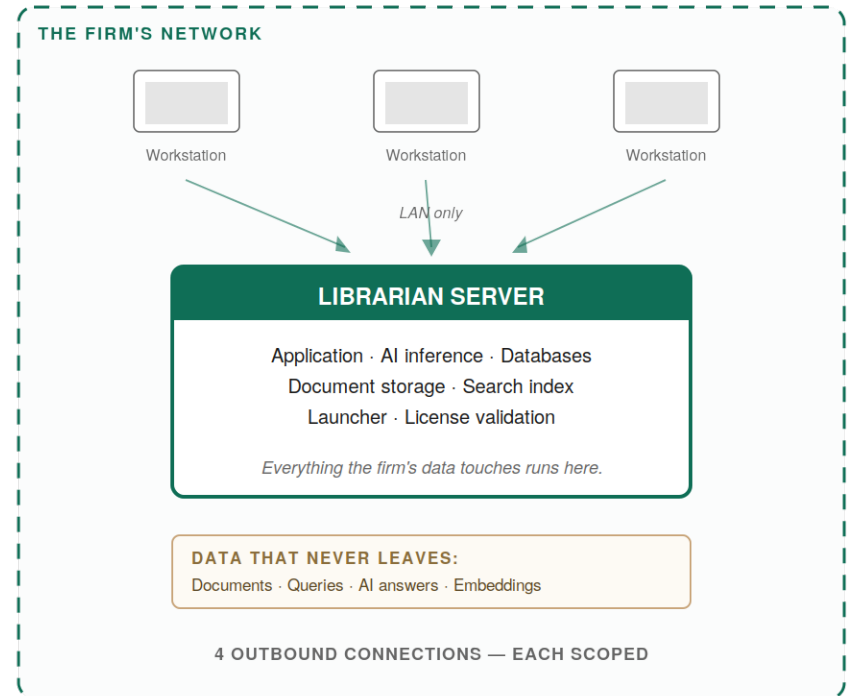 THE FIRM'S NETWORK
Workstation
Workstation
Workstation
LAN only
LIBRARIAN SERVER
Application · AI inference · Databases
Document storage · Search index
Launcher · License validation
Everything the firm's data touches runs here.
DATA THAT NEVER LEAVES:
Documents · Queries · AI answers · Embeddings
4 OUTBOUND CONNECTIONS — EACH SCOPED